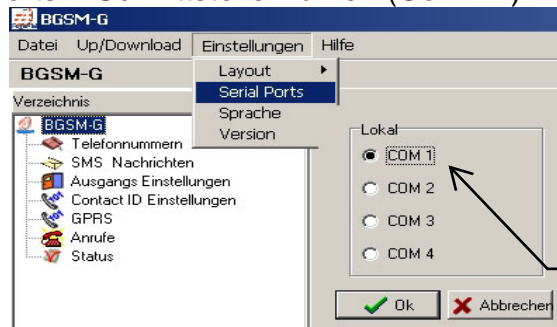 BGSM-G
Datei Up/Download Einstellungen Hilfe
BGSM-G
Layout
Serial Ports
Sprache
Version
Verzeichnis
BGSM-G
Telefonnummern
SMS Nachrichten
Ausgangs Einstellungen
Contact ID Einstellungen
GPRS
Anrufe
Status
Lokal
COM 1
COM 2
COM 3
COM 4
Ok Abbrechen